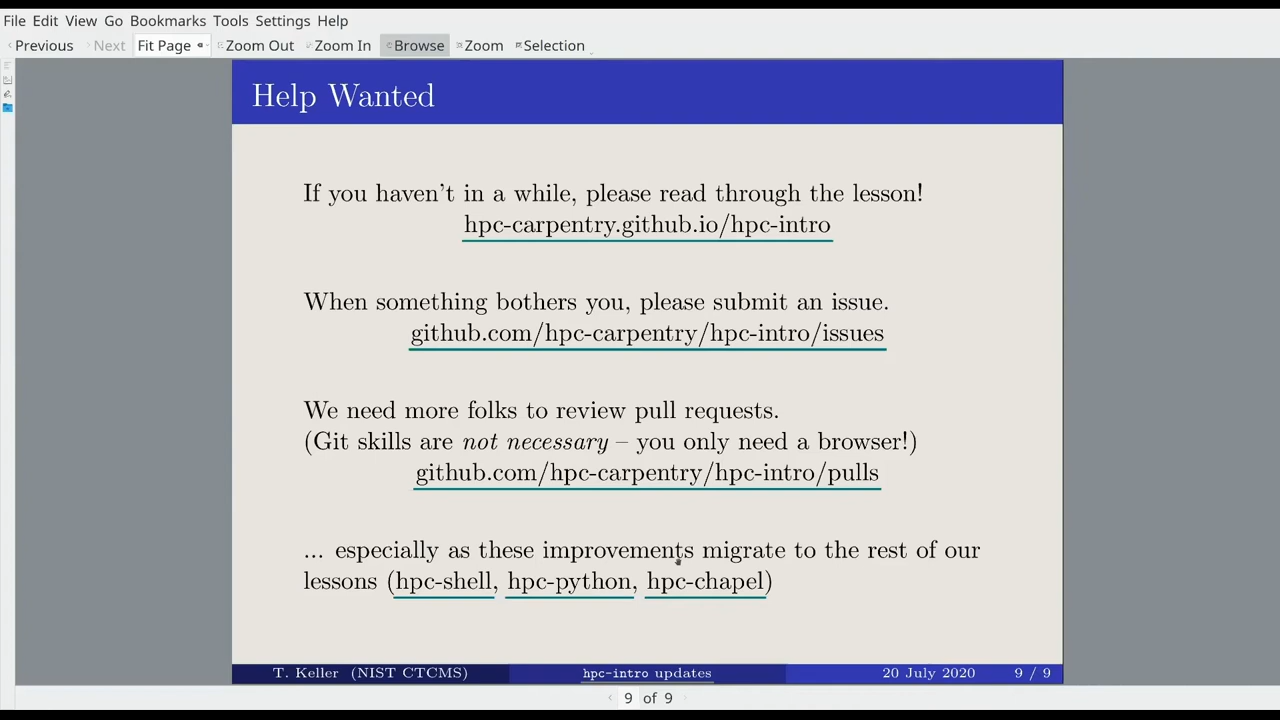 File Edit View Go Bookmarks Tools Settings Help
Previous Next Fit Page Zoom Out Zoom In Browse Zoom Selection
Help Wanted
If you haven't in a while, please read through the lesson!
hpc-carpentry.github.io/hpc-intro
When something bothers you, please submit an issue.
github.com/hpc-carpentry/hpc-intro/issues
We need more folks to review pull requests.
(Git skills are not necessary – you only need a browser!)
github.com/hpc-carpentry/hpc-intro/pulls
... especially as these improvements migrate to the rest of our
lessons (hpc-shell, hpc-python, hpc-chapel)
T. Keller (NIST CTCMS) hpc-intro updates 20 July 2020 9 / 9
9 of 9